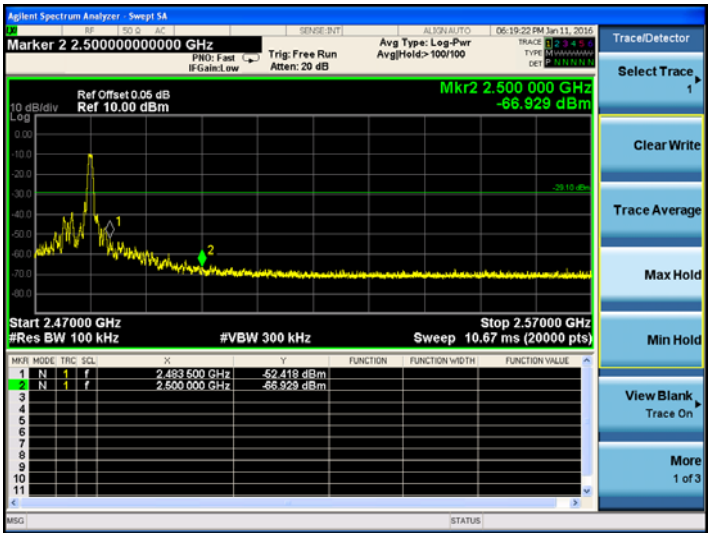 Agilent Spectrum Analyzer - Swept SA
RF 50 Ω AC SENSE:INT ALIGNAUTO 06:19:22 PM Jan 11, 2016
Marker 2 2.500000000000 GHz
PNO: Fast
IFGain:Low
Trig: Free Run
Atten: 20 dB
Avg Type: Log-Pwr
Avg|Hold:> 100/100
TRACE 1 2 3 4 5 6
TYPE
DET P N N N N N
Ref Offset 0.05 dB
10 dB/div Ref 10.00 dBm
Log
Mkr2 2.500 000 GHz
-66.929 dBm
0.00
-10.0
-20.0
-30.0
-40.0
-50.0
-60.0
-70.0
-80.0
-29.10 dBm
1
2
Start 2.47000 GHz Stop 2.57000 GHz
#Res BW 100 kHz #VBW 300 kHz Sweep 10.67 ms (20000 pts)
MKR MODE TRC SCL X Y FUNCTION FUNCTION WIDTH FUNCTION VALUE
1 N 1 f 2.483 500 GHz -52.418 dBm
2 N 1 f 2.500 000 GHz -66.929 dBm
3
4
5
6
7
8
9
10
11
MSG STATUS
Trace/Detector
Select Trace
1
Clear Write
Trace Average
Max Hold
Min Hold
View Blank
Trace On
More
1 of 3